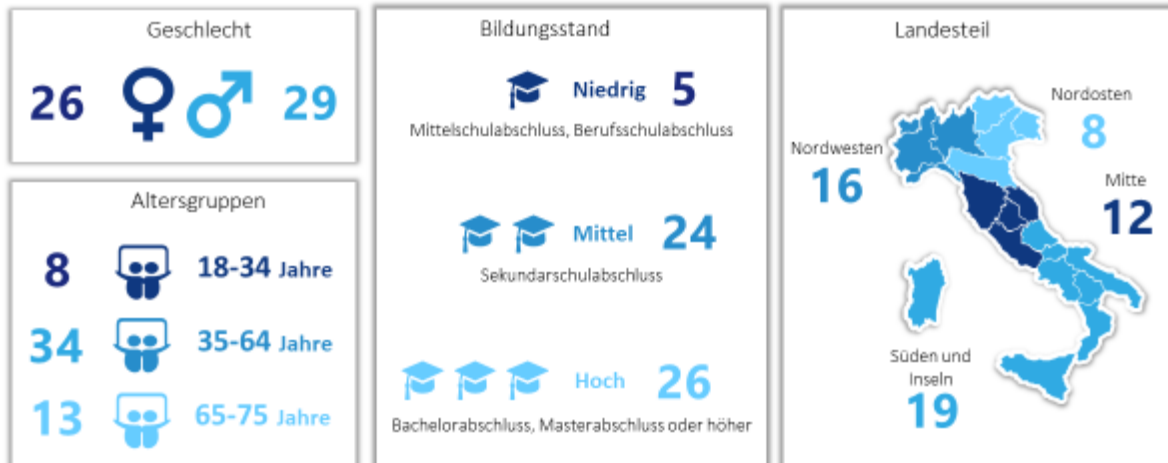 Geschlecht
26
29
Altersgruppen
8
18-34 Jahre
34
35-64 Jahre
13
65-75 Jahre
Bildungsstand
Niedrig 5
Mittelschulabschluss, Berufsschulabschluss
Mittel 24
Sekundarschulabschluss
Hoch 26
Bachelorabschluss, Masterabschluss oder höher
Landesteil
Nordosten
8
Nordwesten
16
Mitte
12
Süden und
Inseln
19